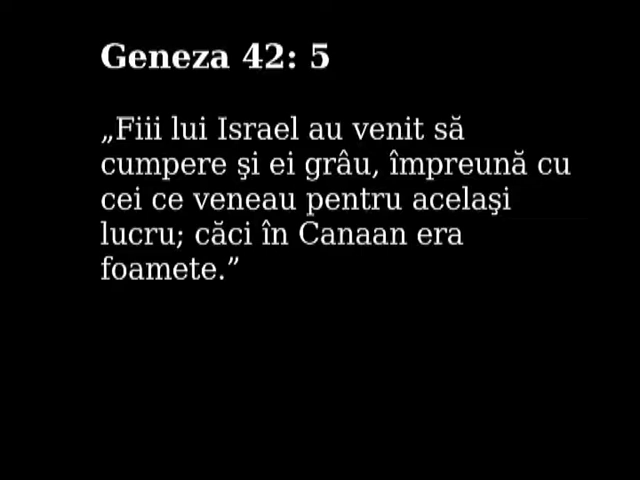 Geneza 42: 5
„Fiii lui Israel au venit să
cumpere şi ei grâu, împreună cu
cei ce veneau pentru acelaşi
lucru; căci în Canaan era
foamete.”